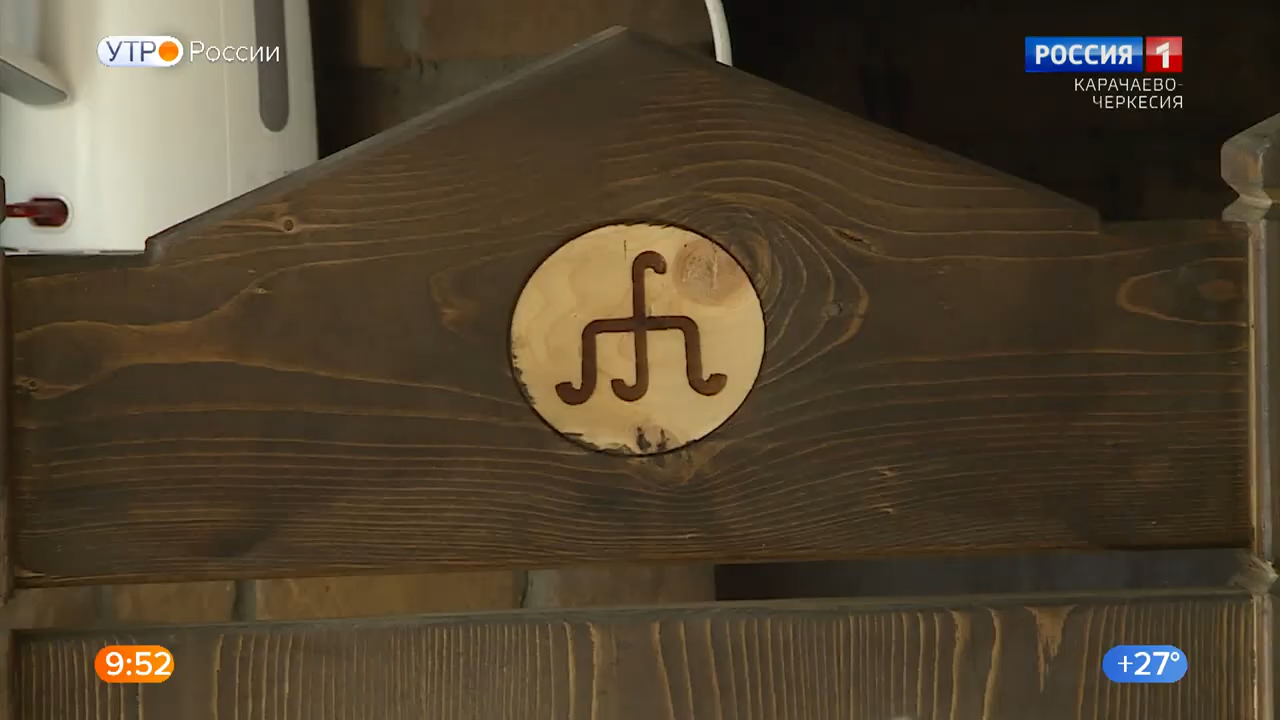 УТРО России
РОССИЯ 1
КАРАЧАЕВО-
ЧЕРКЕСИЯ
9:52
+27°